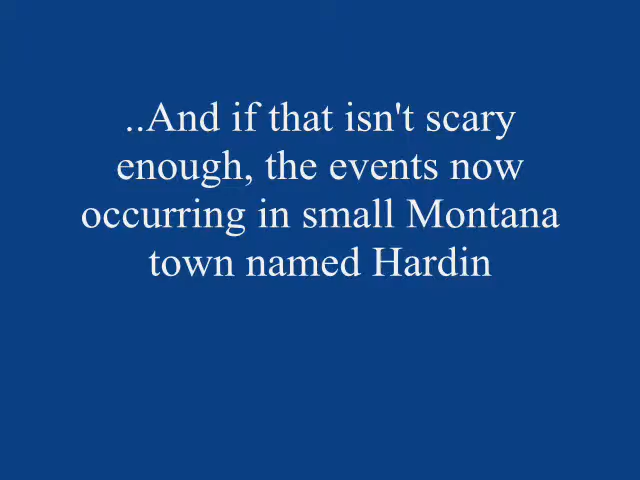 ..And if that isn't scary
enough, the events now
occurring in small Montana
town named Hardin